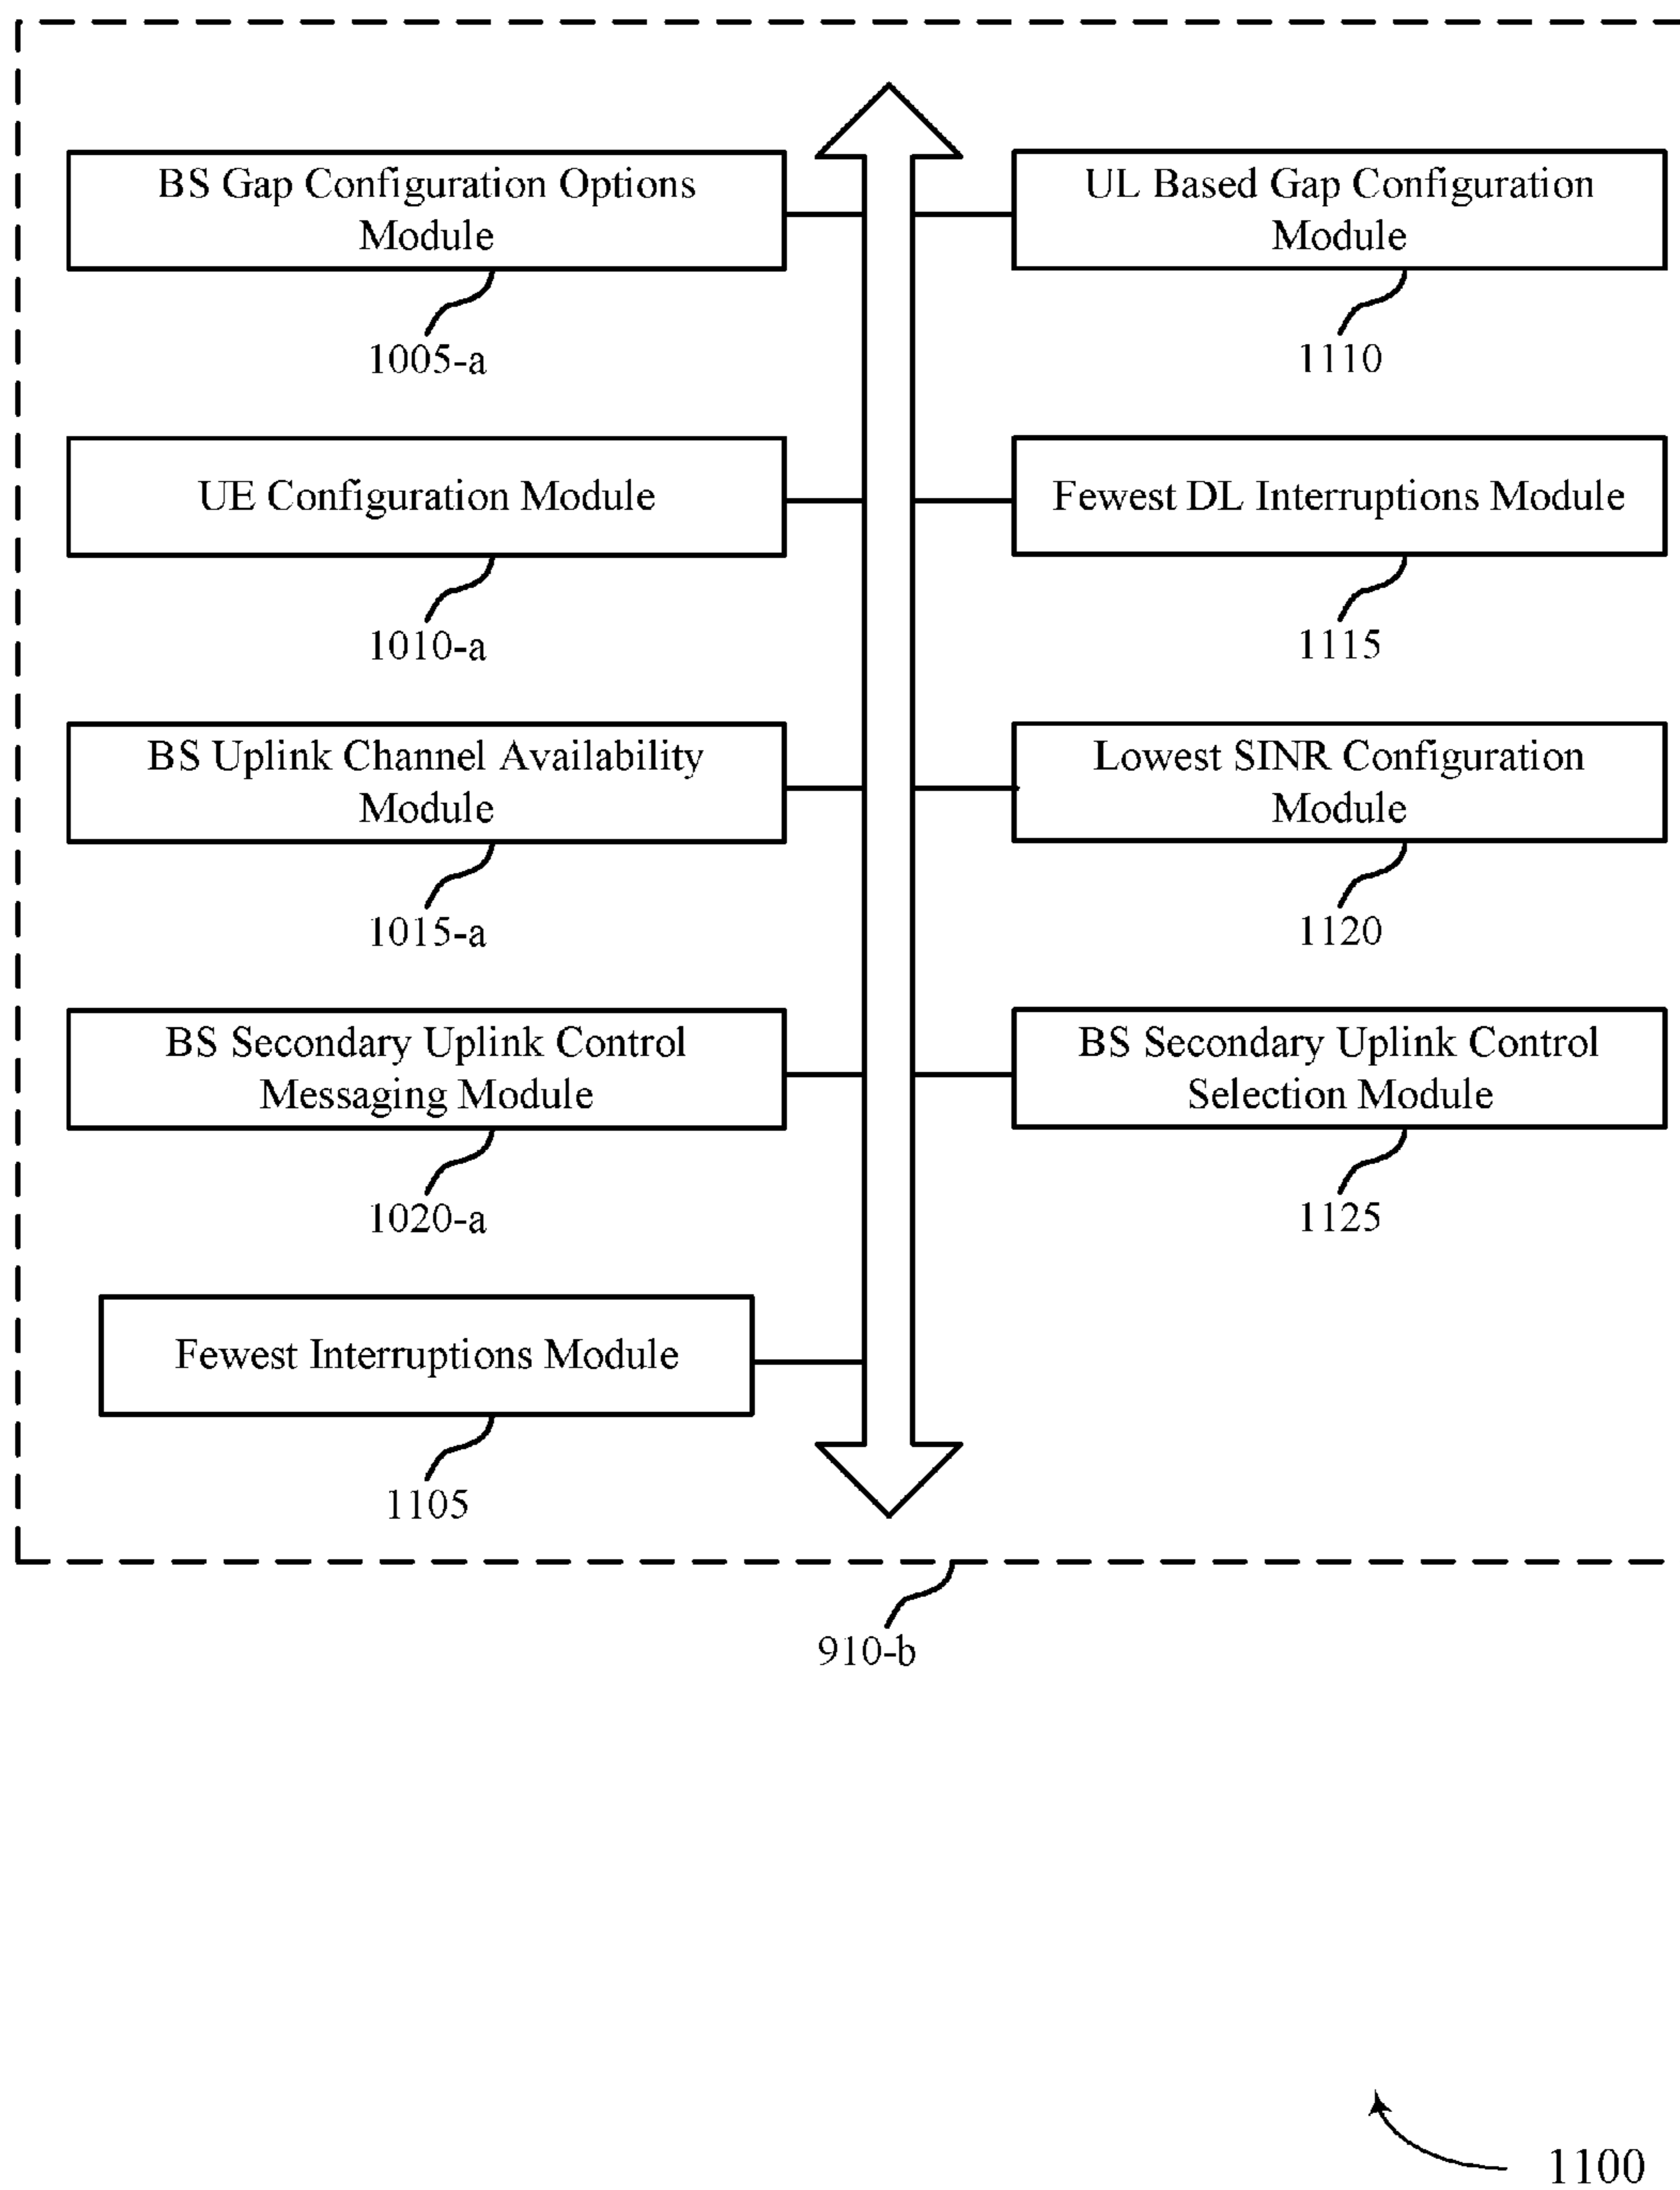 BS Gap Configuration Options
Module
1005-a
UE Configuration Module
1010-a
BS Uplink Channel Availability
Module
1015-a
BS Secondary Uplink Control
Messaging Module
1020-a
Fewest Interruptions Module
1105
UL Based Gap Configuration
Module
1110
Fewest DL Interruptions Module
1115
Lowest SINR Configuration
Module
1120
BS Secondary Uplink Control
Selection Module
1125
910-b
1100